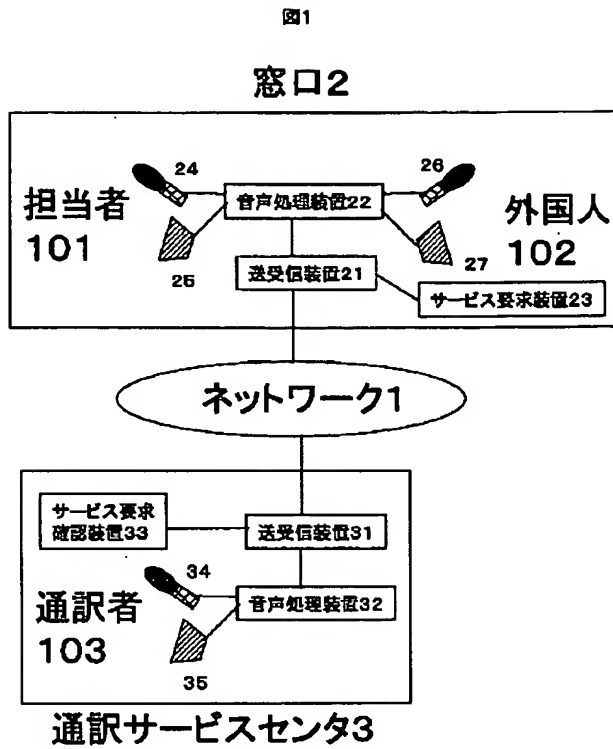 図1
窓口2
24
26
音声処理装置22
担当者
101
外国人
102
25
27
送受信装置21
サービス要求装置23
ネットワーク1
サービス要求
確認装置33
送受信装置31
34
音声処理装置32
通訳者
103
35
通訳サービスセンタ3